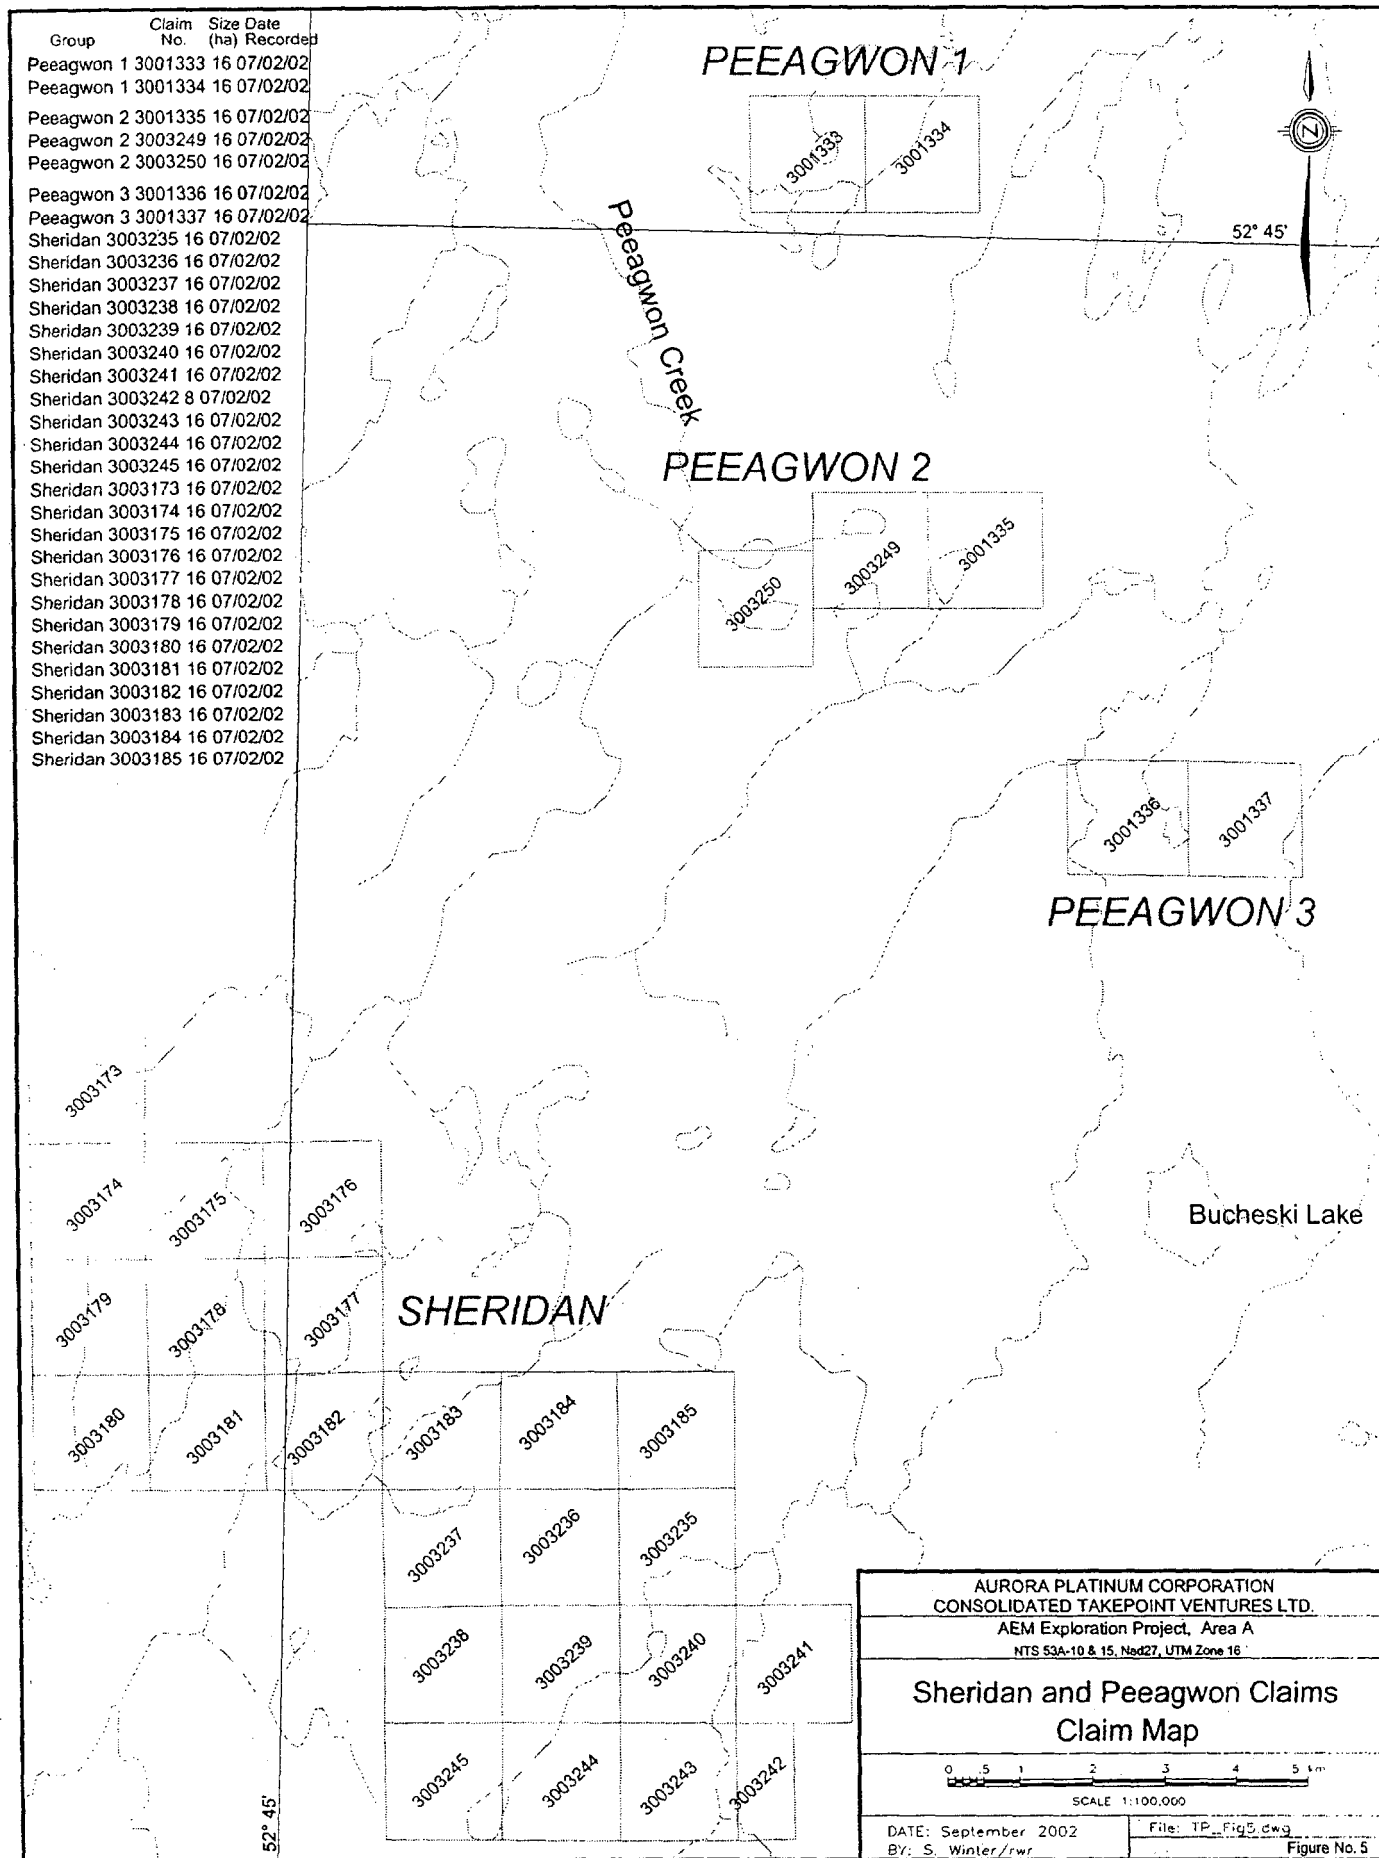 Claim Size Date
Group No. (ha) Recorded
Peeagwon 1 3001333 16 07/02/02
Peeagwon 1 3001334 16 07/02/02
Peeagwon 2 3001335 16 07/02/02
Peeagwon 2 3003249 16 07/02/02
Peeagwon 2 3003250 16 07/02/02
Peeagwon 3 3001336 16 07/02/02
Peeagwon 3 3001337 16 07/02/02
Sheridan 3003235 16 07/02/02
Sheridan 3003236 16 07/02/02
Sheridan 3003237 16 07/02/02
Sheridan 3003238 16 07/02/02
Sheridan 3003239 16 07/02/02
Sheridan 3003240 16 07/02/02
Sheridan 3003241 16 07/02/02
Sheridan 3003242 8 07/02/02
Sheridan 3003243 16 07/02/02
Sheridan 3003244 16 07/02/02
Sheridan 3003245 16 07/02/02
Sheridan 3003173 16 07/02/02
Sheridan 3003174 16 07/02/02
Sheridan 3003175 16 07/02/02
Sheridan 3003176 16 07/02/02
Sheridan 3003177 16 07/02/02
Sheridan 3003178 16 07/02/02
Sheridan 3003179 16 07/02/02
Sheridan 3003180 16 07/02/02
Sheridan 3003181 16 07/02/02
Sheridan 3003182 16 07/02/02
Sheridan 3003183 16 07/02/02
Sheridan 3003184 16 07/02/02
Sheridan 3003185 16 07/02/02
PEEAGWON 1
3001333
3001334
N
52° 45'
Peeagwon Creek
PEEAGWON 2
3003250
3003249
3001335
3001336
3001337
PEEAGWON 3
3003173
3003174
3003175
3003176
Bucheski Lake
3003179
3003178
3003177
SHERIDAN
3003180
3003181
3003182
3003183
3003184
3003185
3003237
3003236
3003235
3003238
3003239
3003240
3003241
3003245
3003244
3003243
3003242
52° 45'
AURORA PLATINUM CORPORATION
CONSOLIDATED TAKEPOINT VENTURES LTD.
AEM Exploration Project, Area A
NTS 53A-10 & 15, Nad27, UTM Zone 16
Sheridan and Peeagwon Claims
Claim Map
0 .5 1 2 3 4 5 km
SCALE 1:100,000
DATE: September 2002
File: TP_Fig5.dwg
BY: S. Winter/rwr
Figure No. 5